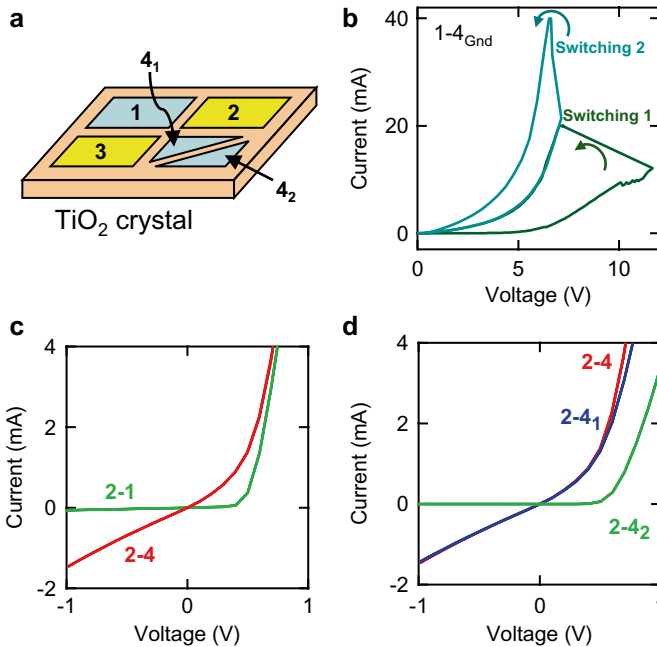 a
4₁
1
2
3
4₂
TiO₂ crystal
b
1-4Gnd
Switching 2
Switching 1
40
20
0
Current (mA)
0
5
10
Voltage (V)
c
4
2
0
-2
Current (mA)
2-1
2-4
-1
0
1
Voltage (V)
d
4
2
0
-2
Current (mA)
2-4
2-4₁
2-4₂
-1
0
1
Voltage (V)